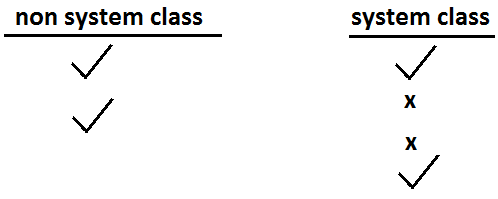 non system class system class
✓ ✓
✓ x
x
✓